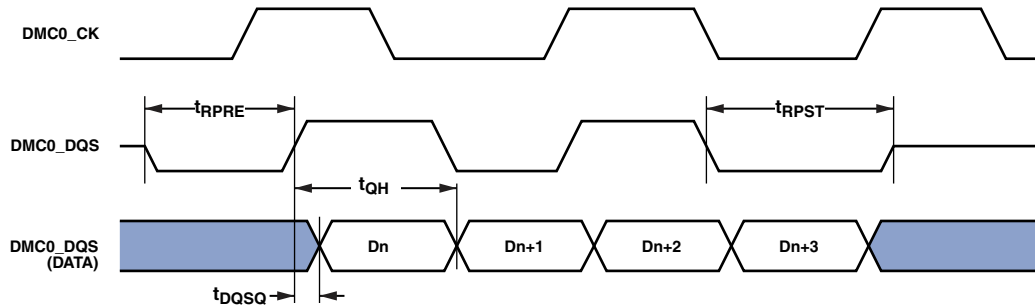 DMC0_CK
tRPRE
tRPST
DMC0_DQS
tQH
DMC0_DQS
(DATA)
Dn
Dn+1
Dn+2
Dn+3
tDQSQ